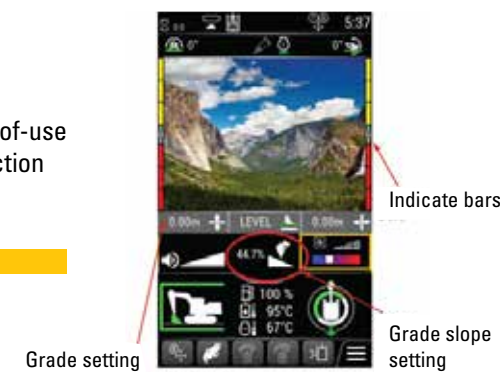 5:37
0° 0°
of-use
ction
Indicate bars
0.00m LEVEL 0.00m
44.7%
100 %
95°C
67°C
Grade slope
setting
Grade setting